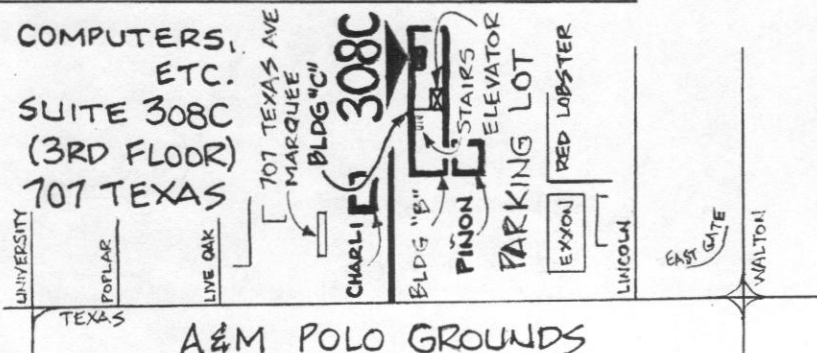 COMPUTERS,
ETC.
SUITE 308C
(3RD FLOOR)
707 TEXAS
707 TEXAS AVE
MARQUEE
BLDG "C"
308C
STAIRS
ELEVATOR
PARKING LOT
RED LOBSTER
UNIVERSITY
POPLAR
LIVE OAK
CHARLI
BLDG "B"
PIÑON
EXXON
LINCOLN
EAST GATE
WALTON
TEXAS
A&M POLO GROUNDS